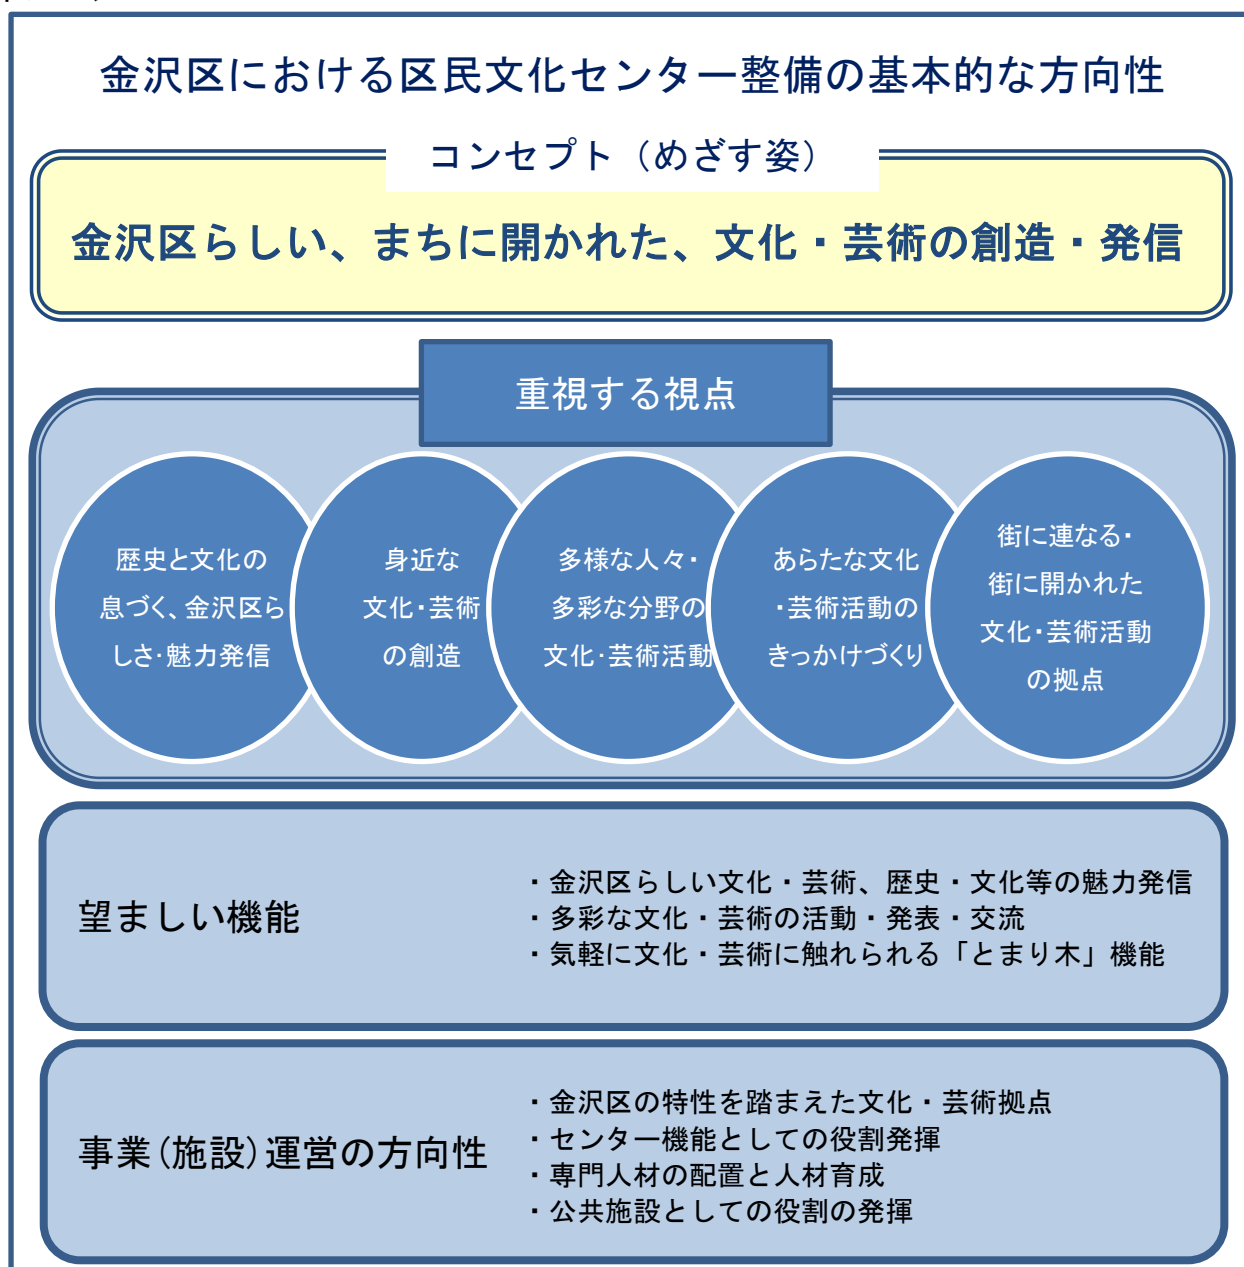 金沢区における区民文化センター整備の基本的な方向性
コンセプト（めざす姿）
金沢区らしい、まちに開かれた、文化・芸術の創造・発信
重視する視点
歴史と文化の
息づく、金沢区ら
しさ・魅力発信
身近な
文化・芸術
の創造
多様な人々・
多彩な分野の
文化・芸術活動
あらたな文化
・芸術活動の
きっかけづくり
街に連なる・
街に開かれた
文化・芸術活動
の拠点
望ましい機能
・金沢区らしい文化・芸術、歴史・文化等の魅力発信
・多彩な文化・芸術の活動・発表・交流
・気軽に文化・芸術に触れられる「とまり木」機能
事業（施設）運営の方向性
・金沢区の特性を踏まえた文化・芸術拠点
・センター機能としての役割発揮
・専門人材の配置と人材育成
・公共施設としての役割の発揮